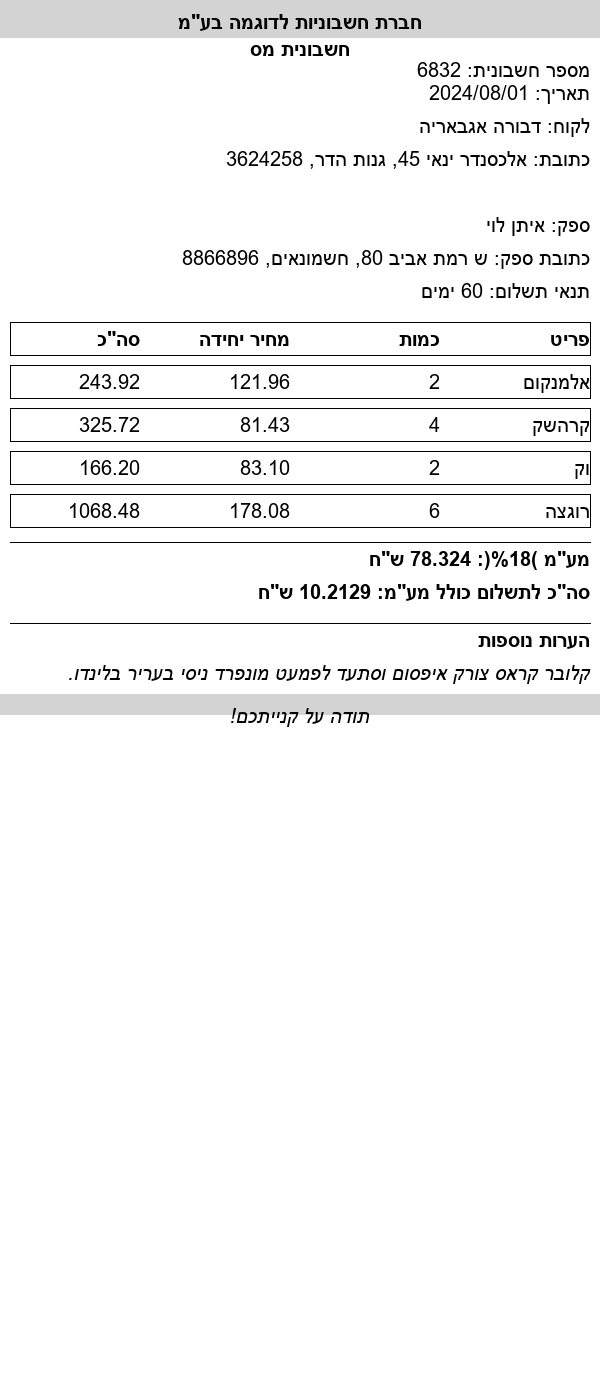 חברת חשבוניות לדוגמה בע"מ
חשבונית מס
מספר חשבונית: 6832
תאריך: 2024/08/01
לקוח: דבורה אגבאריה
כתובת: אלכסנדר ינאי 45, גנות הדר, 3624258
ספק: איתן לוי
כתובת ספק: ש רמת אביב 80, חשמונאים, 8866896
תנאי תשלום: 60 ימים
פריט כמות מחיר יחידה סה"כ
אלמנקום 2 121.96 243.92
קרהשק 4 81.43 325.72
וק 2 83.10 166.20
רוגצה 6 178.08 1068.48
מע"מ )18%(: 78.324 ש"ח
סה"כ לתשלום כולל מע"מ: 10.2129 ש"ח
הערות נוספות
קלובר קראס צורק איפסום וסתעד לפמעט מונפרד ניסי בעריר בלינדו.
תודה על קנייתכם!